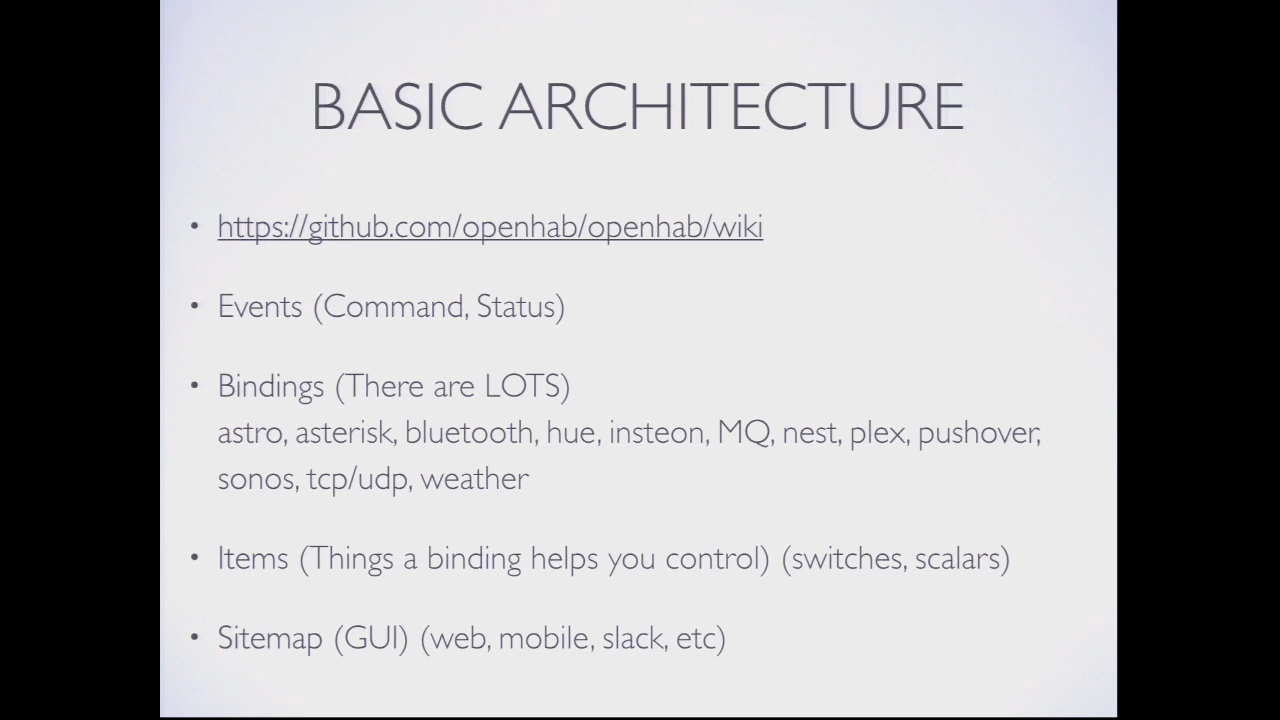 BASIC ARCHITECTURE
• https://github.com/openhab/openhab/wiki
• Events (Command, Status)
• Bindings (There are LOTS)
astro, asterisk, bluetooth, hue, insteon, MQ, nest, plex, pushover,
sonos, tcp/udp, weather
• Items (Things a binding helps you control) (switches, scalars)
• Sitemap (GUI) (web, mobile, slack, etc)